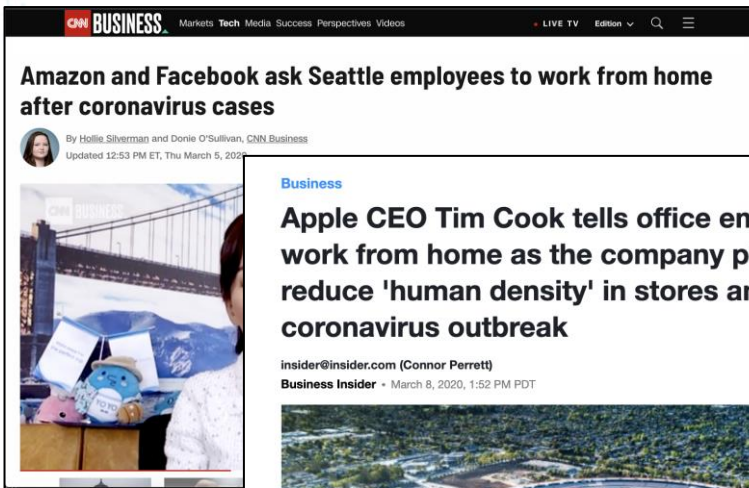 CNN BUSINESS Markets Tech Media Success Perspectives Videos LIVE TV Edition
Amazon and Facebook ask Seattle employees to work from home
after coronavirus cases
By Hollie Silverman and Donie O'Sullivan, CNN Business
Updated 12:53 PM ET, Thu March 5, 2020
CNN BUSINESS
YOYO
Business
Apple CEO Tim Cook tells office em
work from home as the company p
reduce 'human density' in stores a
coronavirus outbreak
insider@insider.com (Connor Perrett)
Business Insider • March 8, 2020, 1:52 PM PDT